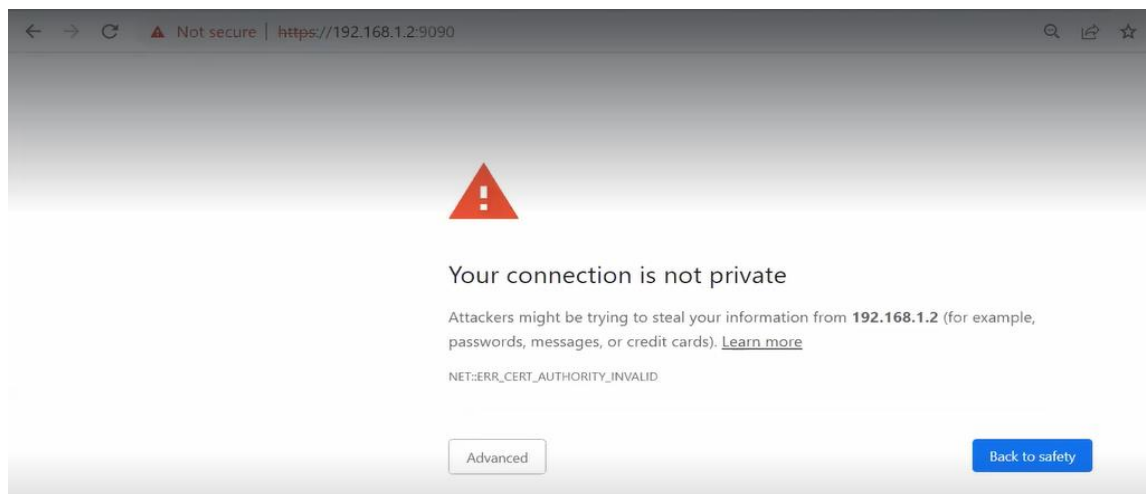 Not secure | https://192.168.1.2:9090
Your connection is not private
Attackers might be trying to steal your information from 192.168.1.2 (for example,
passwords, messages, or credit cards). Learn more
NET::ERR_CERT_AUTHORITY_INVALID
Advanced
Back to safety